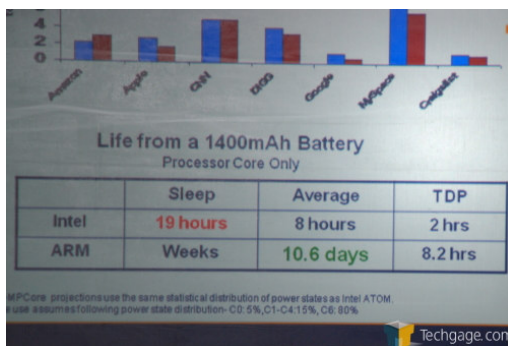 4
2
0
Amazon
Apple
CNN
DIGG
Google
MySpace
Craigslist
Life from a 1400mAh Battery
Processor Core Only
Sleep Average TDP
Intel 19 hours 8 hours 2 hrs
ARM Weeks 10.6 days 8.2 hrs
MPCore projections use the same statistical distribution of power states as Intel ATOM.
e use assumes following power state distribution- C0: 5%,C1-C4:15%, C6: 80%
Techgage.com